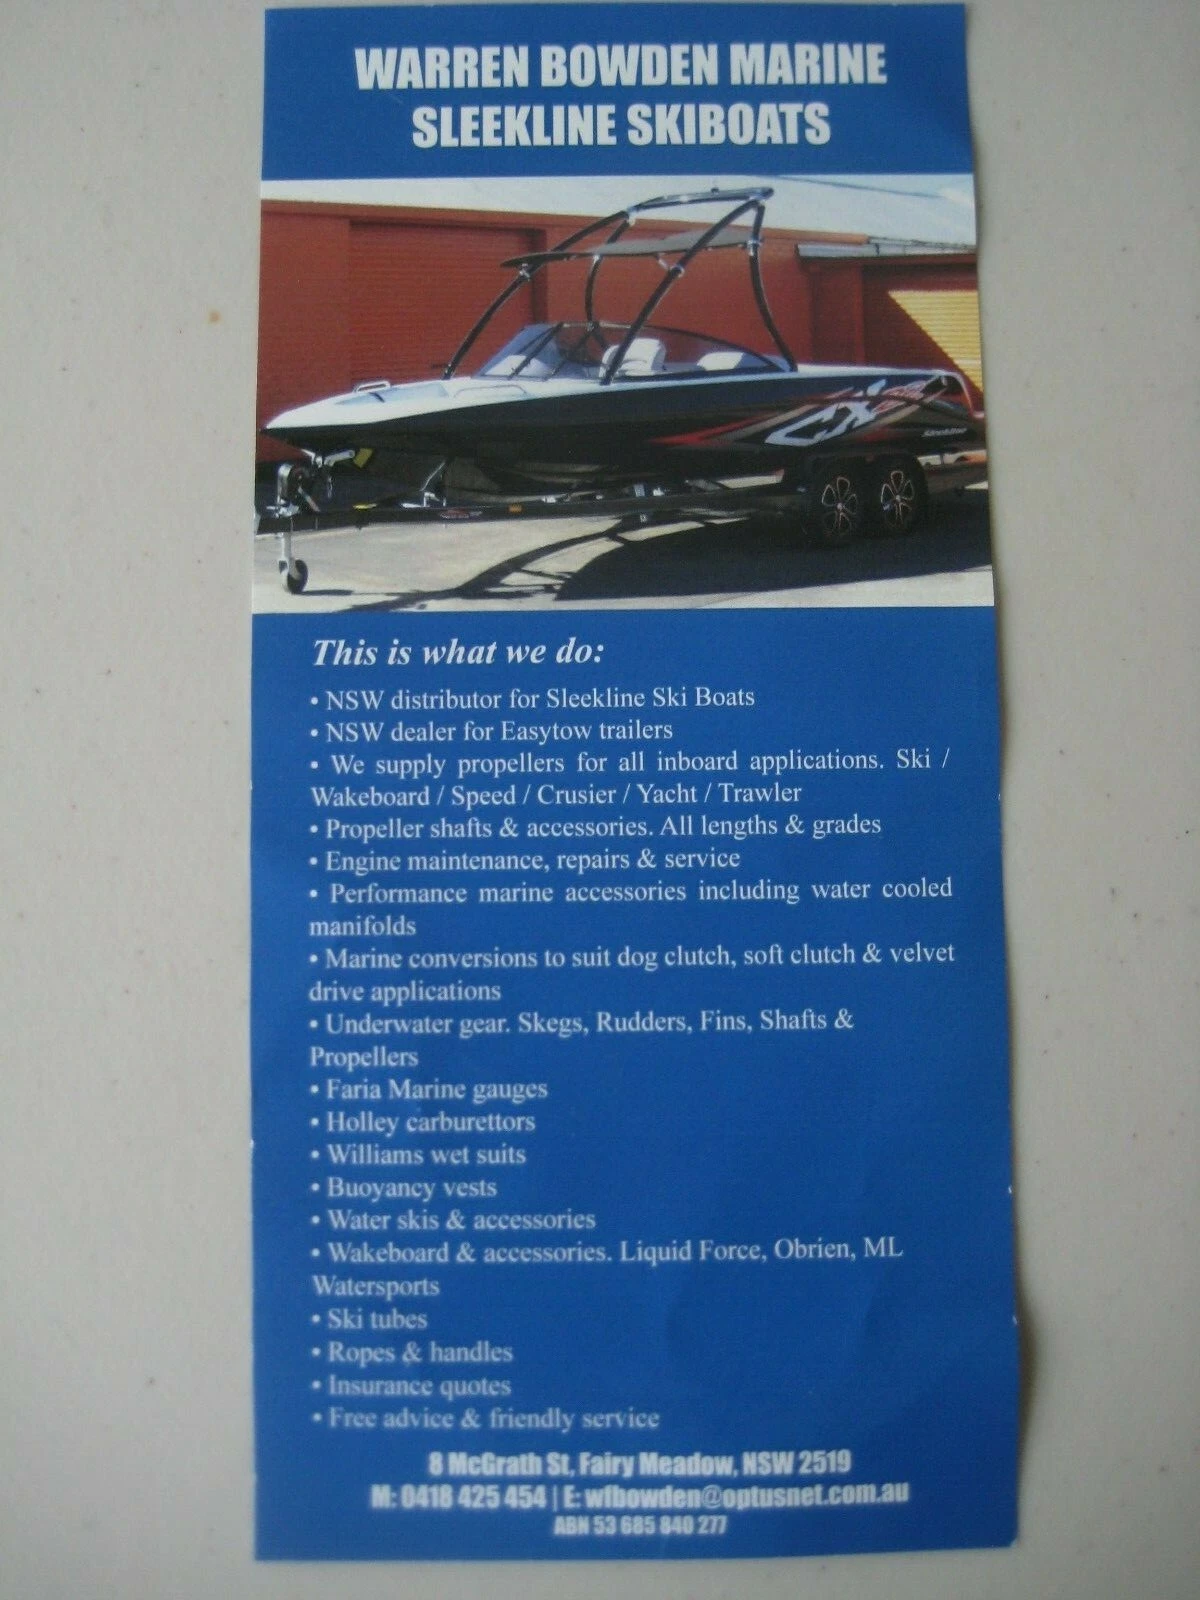 WARREN BOWDEN MARINE
SLEEKLINE SKIBOATS
CX
Sleekline
This is what we do:
• NSW distributor for Sleekline Ski Boats
• NSW dealer for Easytow trailers
• We supply propellers for all inboard applications. Ski /
Wakeboard / Speed / Crusier / Yacht / Trawler
• Propeller shafts & accessories. All lengths & grades
• Engine maintenance, repairs & service
• Performance marine accessories including water cooled
manifolds
• Marine conversions to suit dog clutch, soft clutch & velvet
drive applications
• Underwater gear. Skegs, Rudders, Fins, Shafts &
Propellers
• Faria Marine gauges
• Holley carburettors
• Williams wet suits
• Buoyancy vests
• Water skis & accessories
• Wakeboard & accessories. Liquid Force, Obrien, ML
Watersports
• Ski tubes
• Ropes & handles
• Insurance quotes
• Free advice & friendly service
8 McGrath St, Fairy Meadow, NSW 2519
M: 0418 425 454 | E: wfbowden@optusnet.com.au
ABN 53 685 840 277